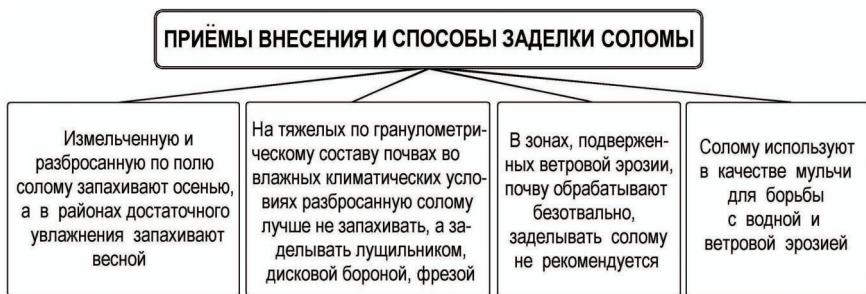 ПРИЁМЫ ВНЕСЕНИЯ И СПОСОБЫ ЗАДЕЛКИ СОЛОМЫ
Измельченную и
разбросанную по полю
солому запахивают осенью,
а в районах достаточного
увлажнения запахивают
весной
На тяжелых по гранулометри-
ческому составу почвах во
влажных климатических усло-
виях разбросанную солому
лучше не запахивать, а за-
делывать лущильником,
дисковой бороной, фрезой
В зонах, подвержен-
ных ветровой эрозии,
почву обрабатывают
безотвально,
заделывать солому
не рекомендуется
Солому используют
в качестве мульчи
для борьбы
с водной и
ветровой эрозией